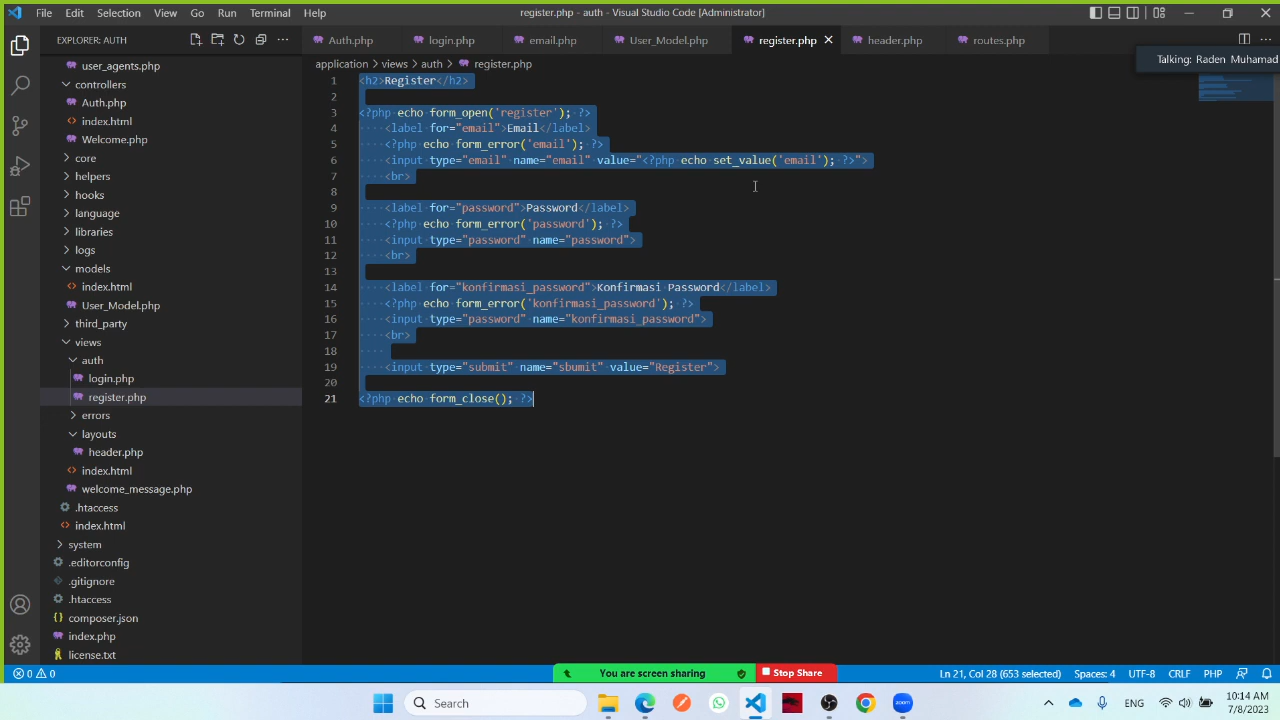 File Edit Selection View Go Run Terminal Help
register.php - auth - Visual Studio Code [Administrator]
EXPLORER: AUTH
Auth.php login.php email.php User_Model.php register.php header.php routes.php
Talking: Raden Muhamad
application > views > auth > register.php
user_agents.php
controllers
Auth.php
index.html
Welcome.php
core
helpers
hooks
language
libraries
logs
models
index.html
User_Model.php
third_party
views
auth
login.php
register.php
errors
layouts
header.php
index.html
welcome_message.php
.htaccess
index.html
system
.editorconfig
.gitignore
.htaccess
composer.json
index.php
license.txt
1 <h2>Register</h2>
2
3 <?php echo form_open('register'); ?>
4 <label for="email">Email</label>
5 <?php echo form_error('email'); ?>
6 <input type="email" name="email" value="<?php echo set_value('email'); ?>">
7 <br>
8
9 <label for="password">Password</label>
10 <?php echo form_error('password'); ?>
11 <input type="password" name="password">
12 <br>
13
14 <label for="konfirmasi_password">Konfirmasi Password</label>
15 <?php echo form_error('konfirmasi_password'); ?>
16 <input type="password" name="konfirmasi_password">
17 <br>
18
19 <input type="submit" name="sbumit" value="Register">
20
21 <?php echo form_close(); ?>
0 0
You are screen sharing Stop Share
Ln 21, Col 28 (653 selected) Spaces: 4 UTF-8 CRLF PHP
Search
zoom
ENG
10:14 AM
7/8/2023